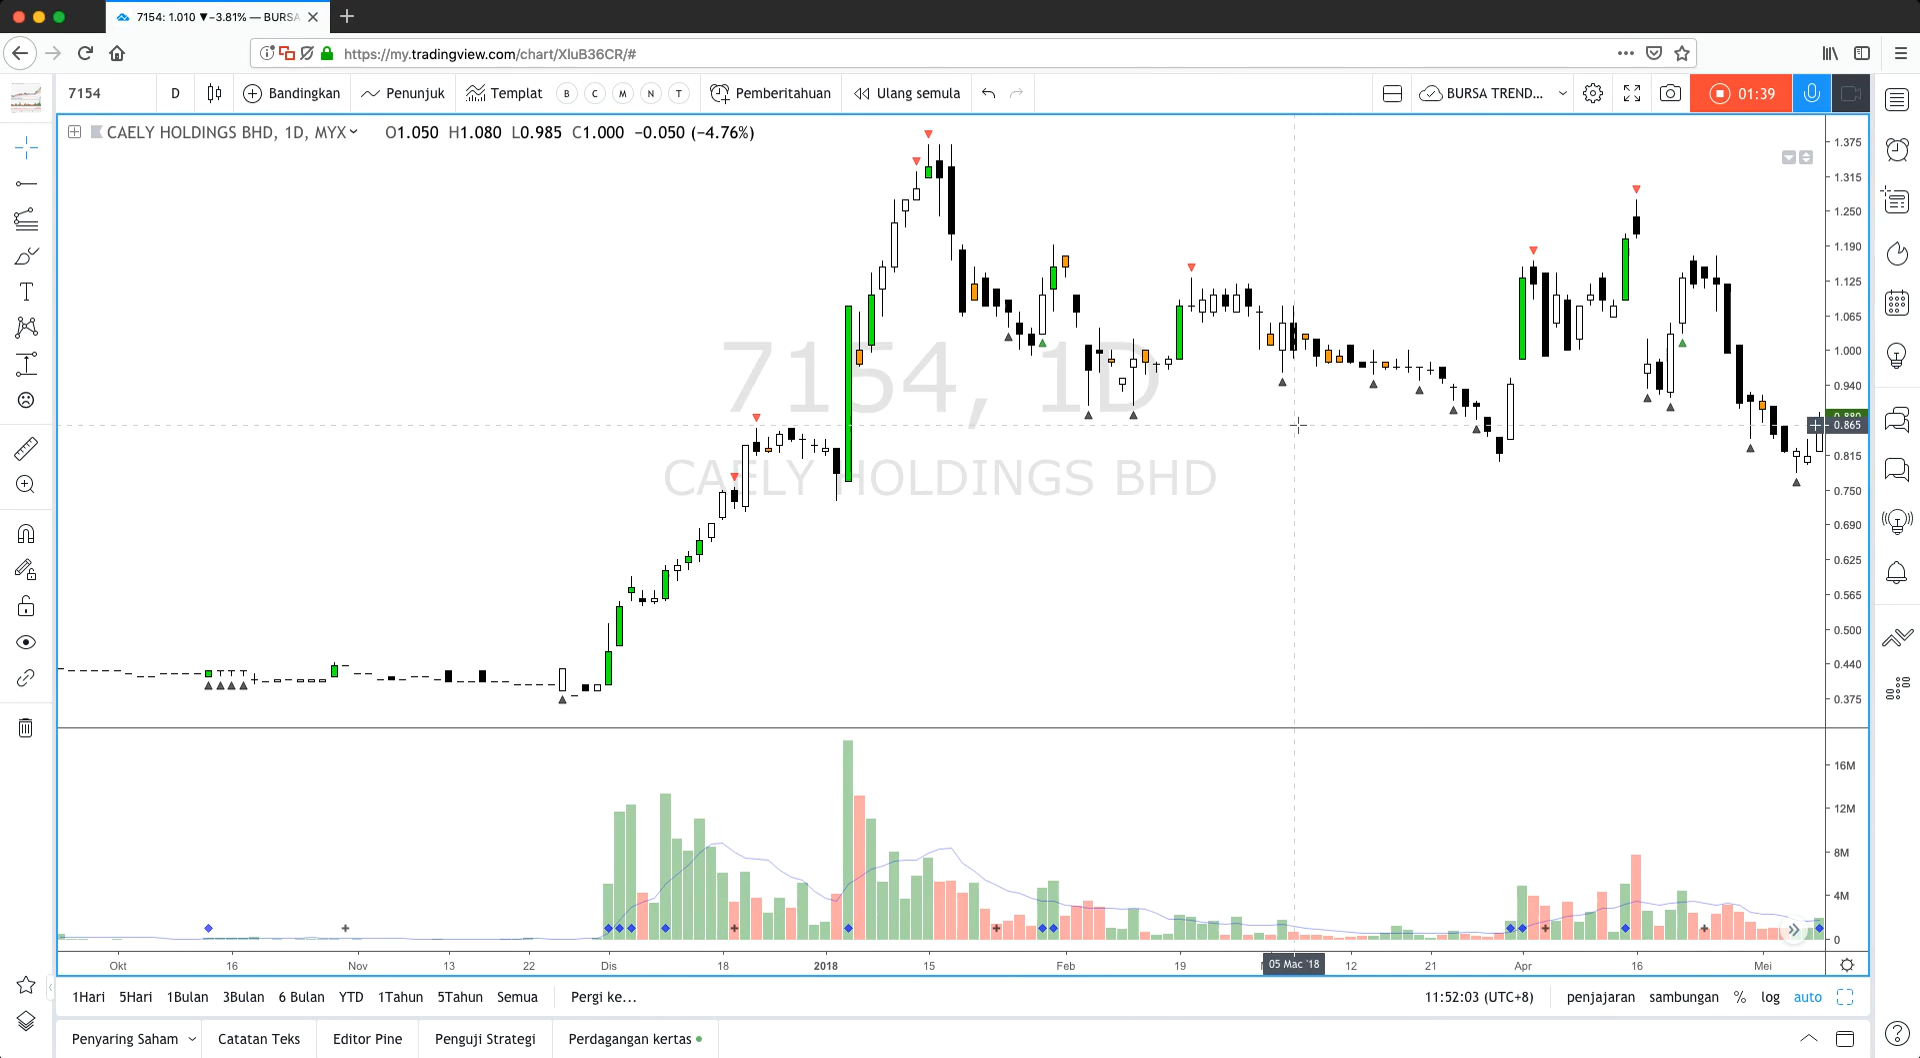 7154: 1.010 ▼−3.81% — BURSA
https://my.tradingview.com/chart/XluB36CR/#
7154 D Bandingkan Penunjuk Templat B C M N T Pemberitahuan Ulang semula BURSA TREND... 01:39
CAELY HOLDINGS BHD, 1D, MYX O1.050 H1.080 L0.985 C1.000 −0.050 (−4.76%)
7154, 1D
CAELY HOLDINGS BHD
1.375
1.315
1.250
1.190
1.125
1.065
1.000
0.940
0.880
0.865
0.815
0.750
0.690
0.625
0.565
0.500
0.440
0.375
16M
12M
8M
4M
0
Okt 16 Nov 13 22 Dis 18 2018 15 Feb 19 05 Mac '18 12 21 Apr 16 Mei
1Hari 5Hari 1Bulan 3Bulan 6 Bulan YTD 1Tahun 5Tahun Semua Pergi ke... 11:52:03 (UTC+8) penjajaran sambungan % log auto
Penyaring Saham Catatan Teks Editor Pine Penguji Strategi Perdagangan kertas